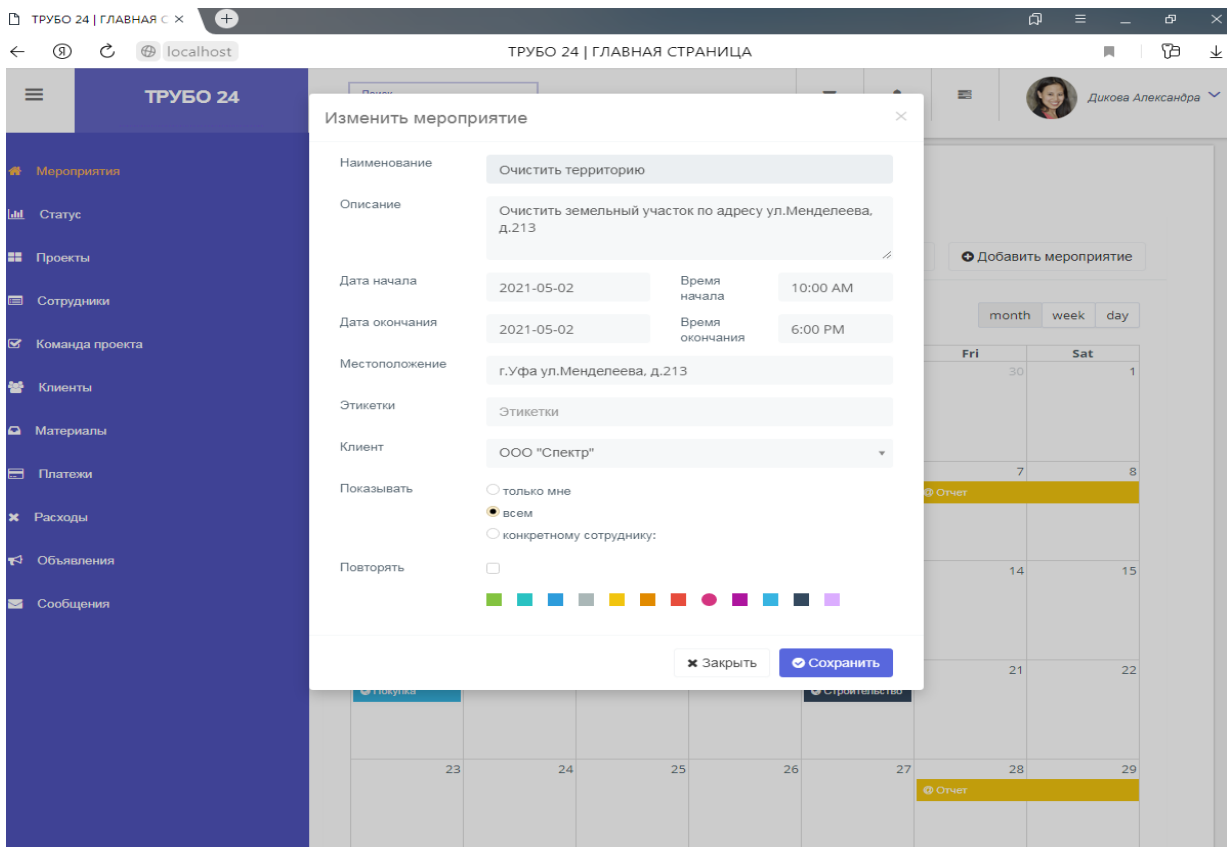 ТРУБО 24 | ГЛАВНАЯ С
localhost
ТРУБО 24 | ГЛАВНАЯ СТРАНИЦА
ТРУБО 24
Поиск
Дикова Александра
Мероприятия
Статус
Проекты
Сотрудники
Команда проекта
Клиенты
Материалы
Платежи
Расходы
Объявления
Сообщения
Изменить мероприятие
Наименование
Очистить территорию
Описание
Очистить земельный участок по адресу ул.Менделеева,
д.213
Дата начала
2021-05-02
Время
начала
10:00 AM
Дата окончания
2021-05-02
Время
окончания
6:00 PM
Местоположение
г.Уфа ул.Менделеева, д.213
Этикетки
Этикетки
Клиент
ООО "Спектр"
Показывать
только мне
всем
конкретному сотруднику:
Повторять
Закрыть
Сохранить
Добавить мероприятие
month week day
Fri Sat
30 1
7 8
Отчет
14 15
21 22
Покупка
Строительство
23 24 25 26 27 28 29
Отчет